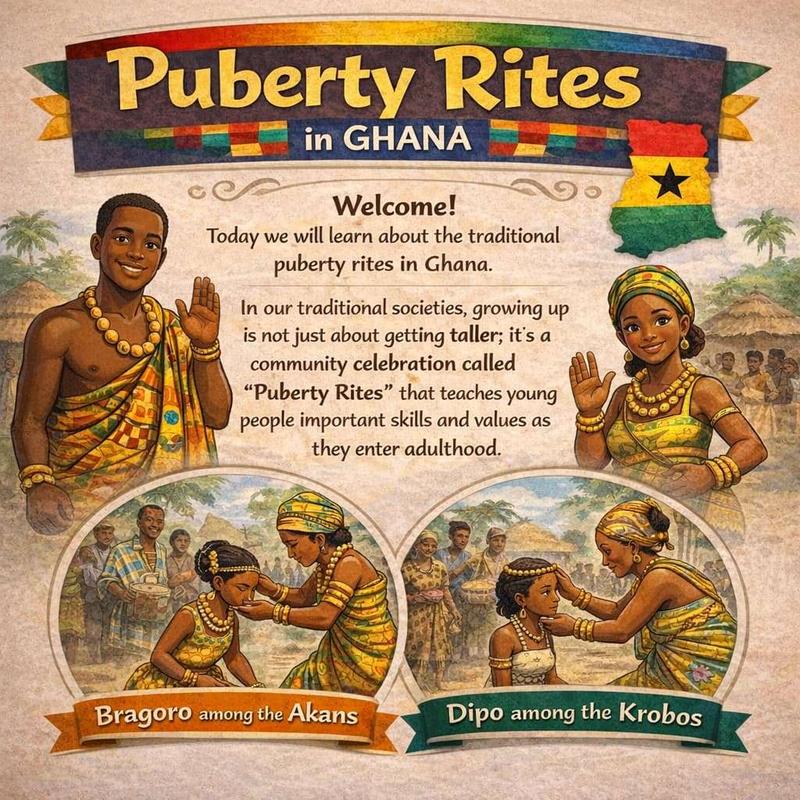 Puberty Rites
in GHANA
Welcome!
Today we will learn about the traditional
puberty rites in Ghana.
In our traditional societies, growing up
is not just about getting taller; it's a
community celebration called
“Puberty Rites” that teaches young
people important skills and values as
they enter adulthood.
Bragoro among the Akans
Dipo among the Krobos